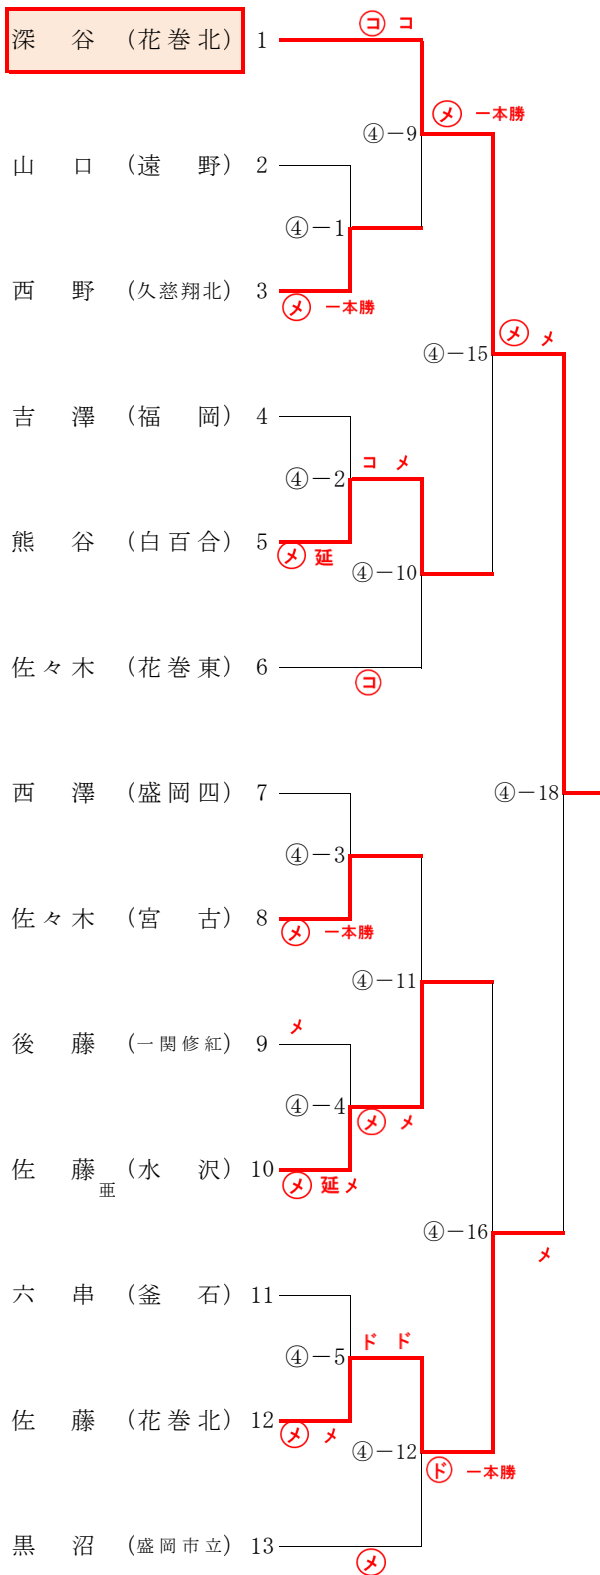 深谷 (花巻北) 1
㋙ コ
㋱ 一本勝
④－9
山口 (遠野) 2
④－1
西野 (久慈翔北) 3
㋱ 一本勝
㋱ メ
④－15
吉澤 (福岡) 4
コ メ
④－2
熊谷 (白百合) 5
㋱ 延
④－10
佐々木 (花巻東) 6
㋙
西澤 (盛岡四) 7
④－18
④－3
佐々木 (宮古) 8
㋱ 一本勝
④－11
メ
後藤 (一関修紅) 9
④－4
㋱ メ
佐藤亜 (水沢) 10
㋱ 延 メ
④－16
メ
六串 (釜石) 11
ド ド
④－5
佐藤 (花巻北) 12
㋱ メ
④－12
ド 一本勝
黒沼 (盛岡市立) 13
㋱